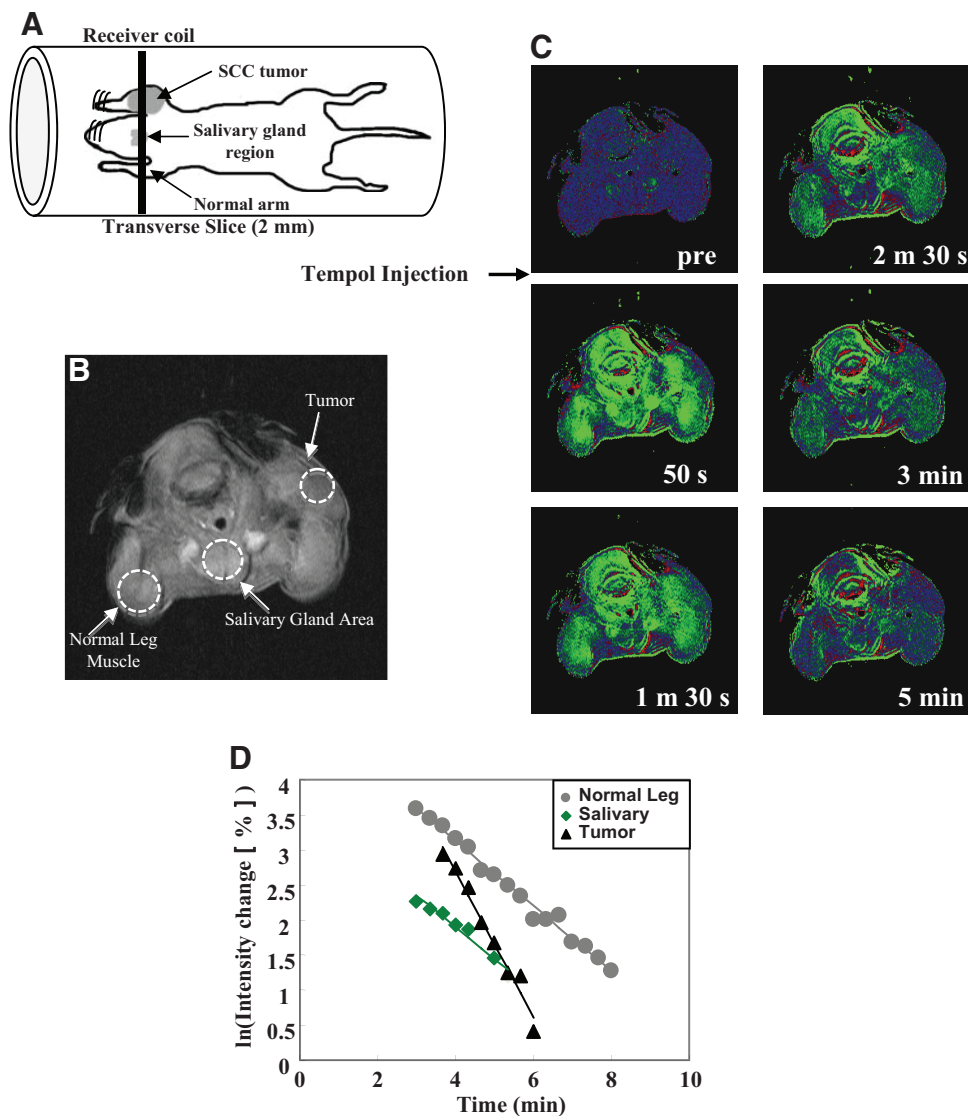 A
Receiver coil
SCC tumor
Salivary gland
region
Normal arm
Transverse Slice (2 mm)
B
Tumor
Salivary Gland Area
Normal Leg
Muscle
C
pre
2 m 30 s
Tempol Injection
50 s
3 min
1 m 30 s
5 min
D
ln(Intensity change [ % ] )
4
3.5
3
2.5
2
1.5
1
0.5
0
0
2
4
6
8
10
Time (min)
Normal Leg
Salivary
Tumor